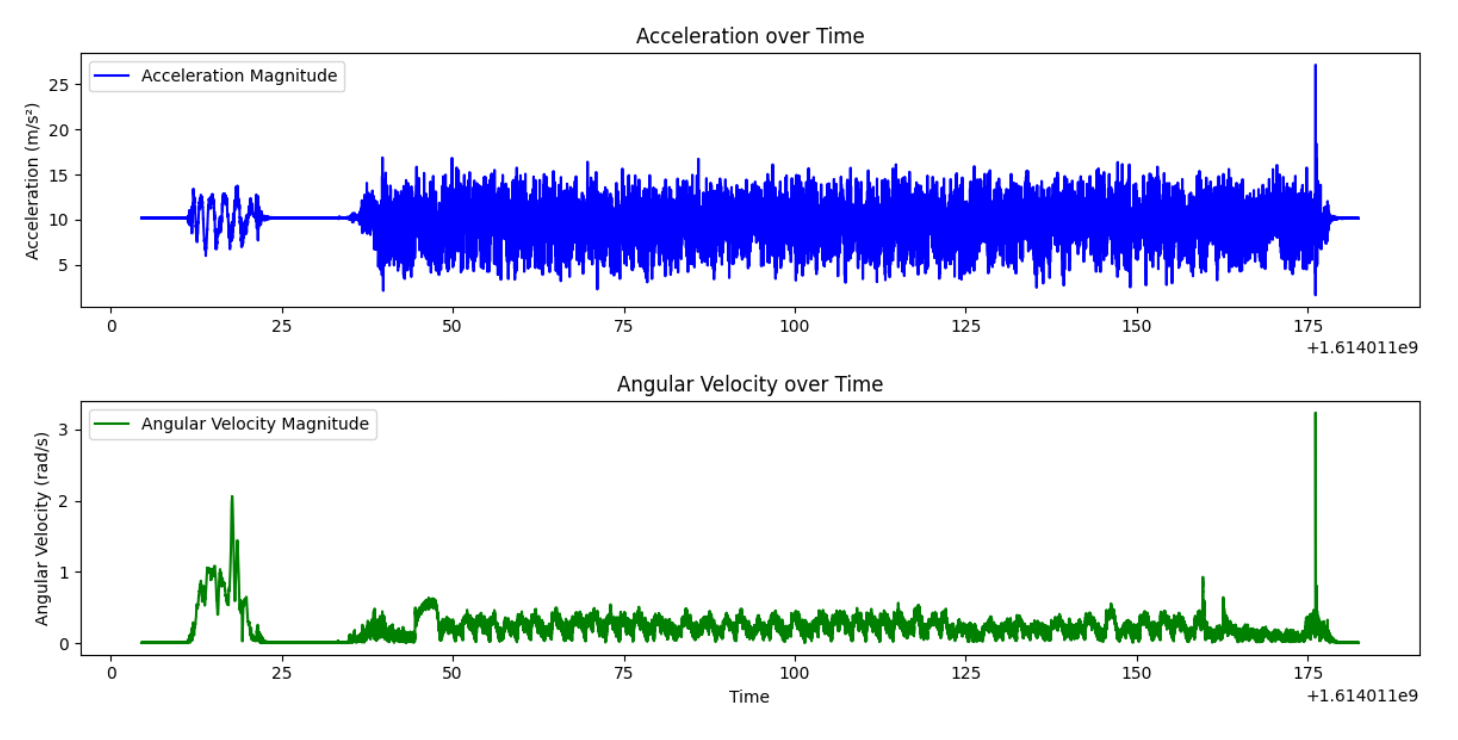 Acceleration over Time
Acceleration Magnitude
Acceleration (m/s²)
25
20
15
10
5
0 25 50 75 100 125 150 175
+1.614011e9
Angular Velocity over Time
Angular Velocity Magnitude
Angular Velocity (rad/s)
3
2
1
0
0 25 50 75 100 125 150 175
Time
+1.614011e9